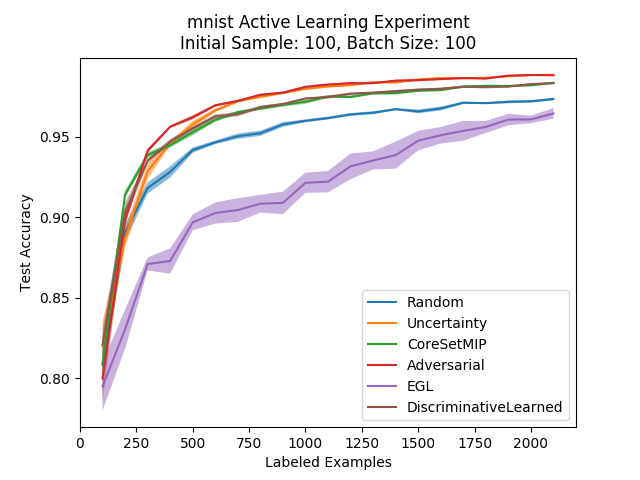 mnist Active Learning Experiment
Initial Sample: 100, Batch Size: 100
Test Accuracy
0.95
0.90
0.85
0.80
Random
Uncertainty
CoreSetMIP
Adversarial
EGL
DiscriminativeLearned
0 250 500 750 1000 1250 1500 1750 2000
Labeled Examples